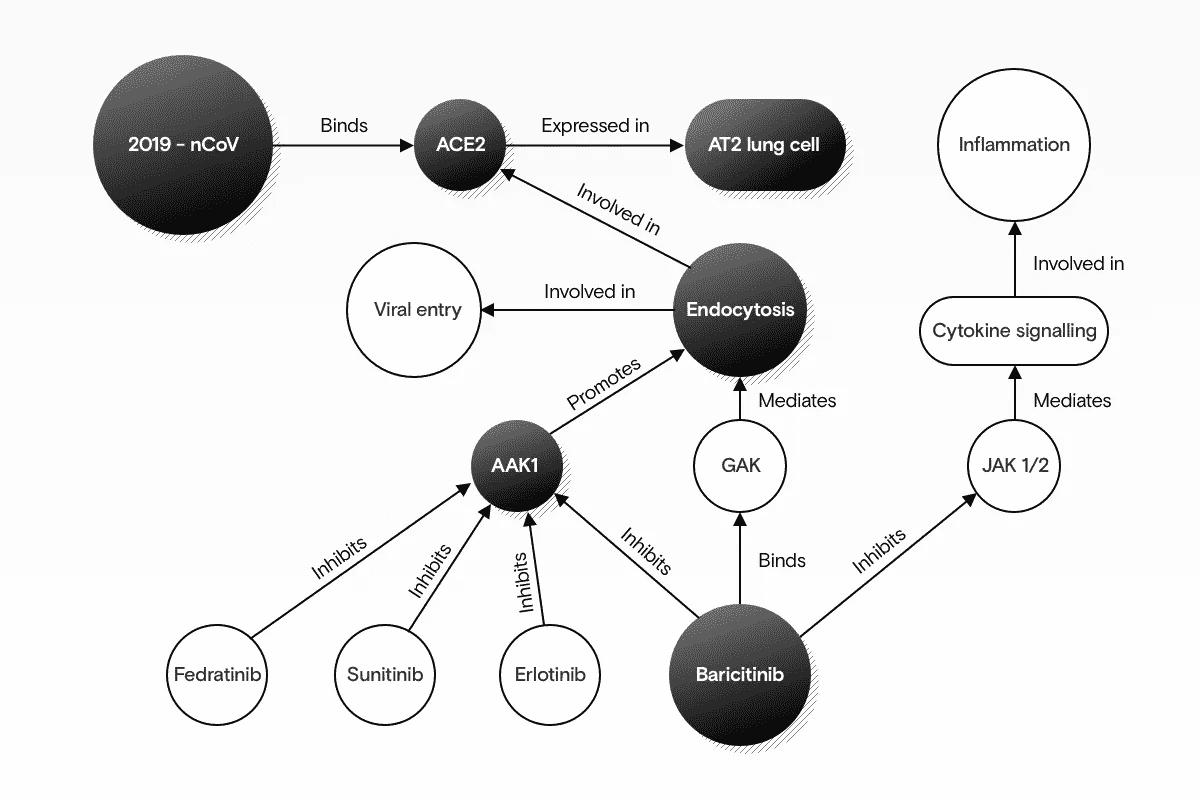 2019 - nCoV
Binds
ACE2
Expressed in
AT2 lung cell
Inflammation
Involved in
Involved in
Viral entry
Involved in
Endocytosis
Cytokine signalling
Promotes
Mediates
Mediates
AAK1
GAK
JAK 1/2
Inhibits
Inhibits
Inhibits
Inhibits
Binds
Inhibits
Fedratinib
Sunitinib
Erlotinib
Baricitinib